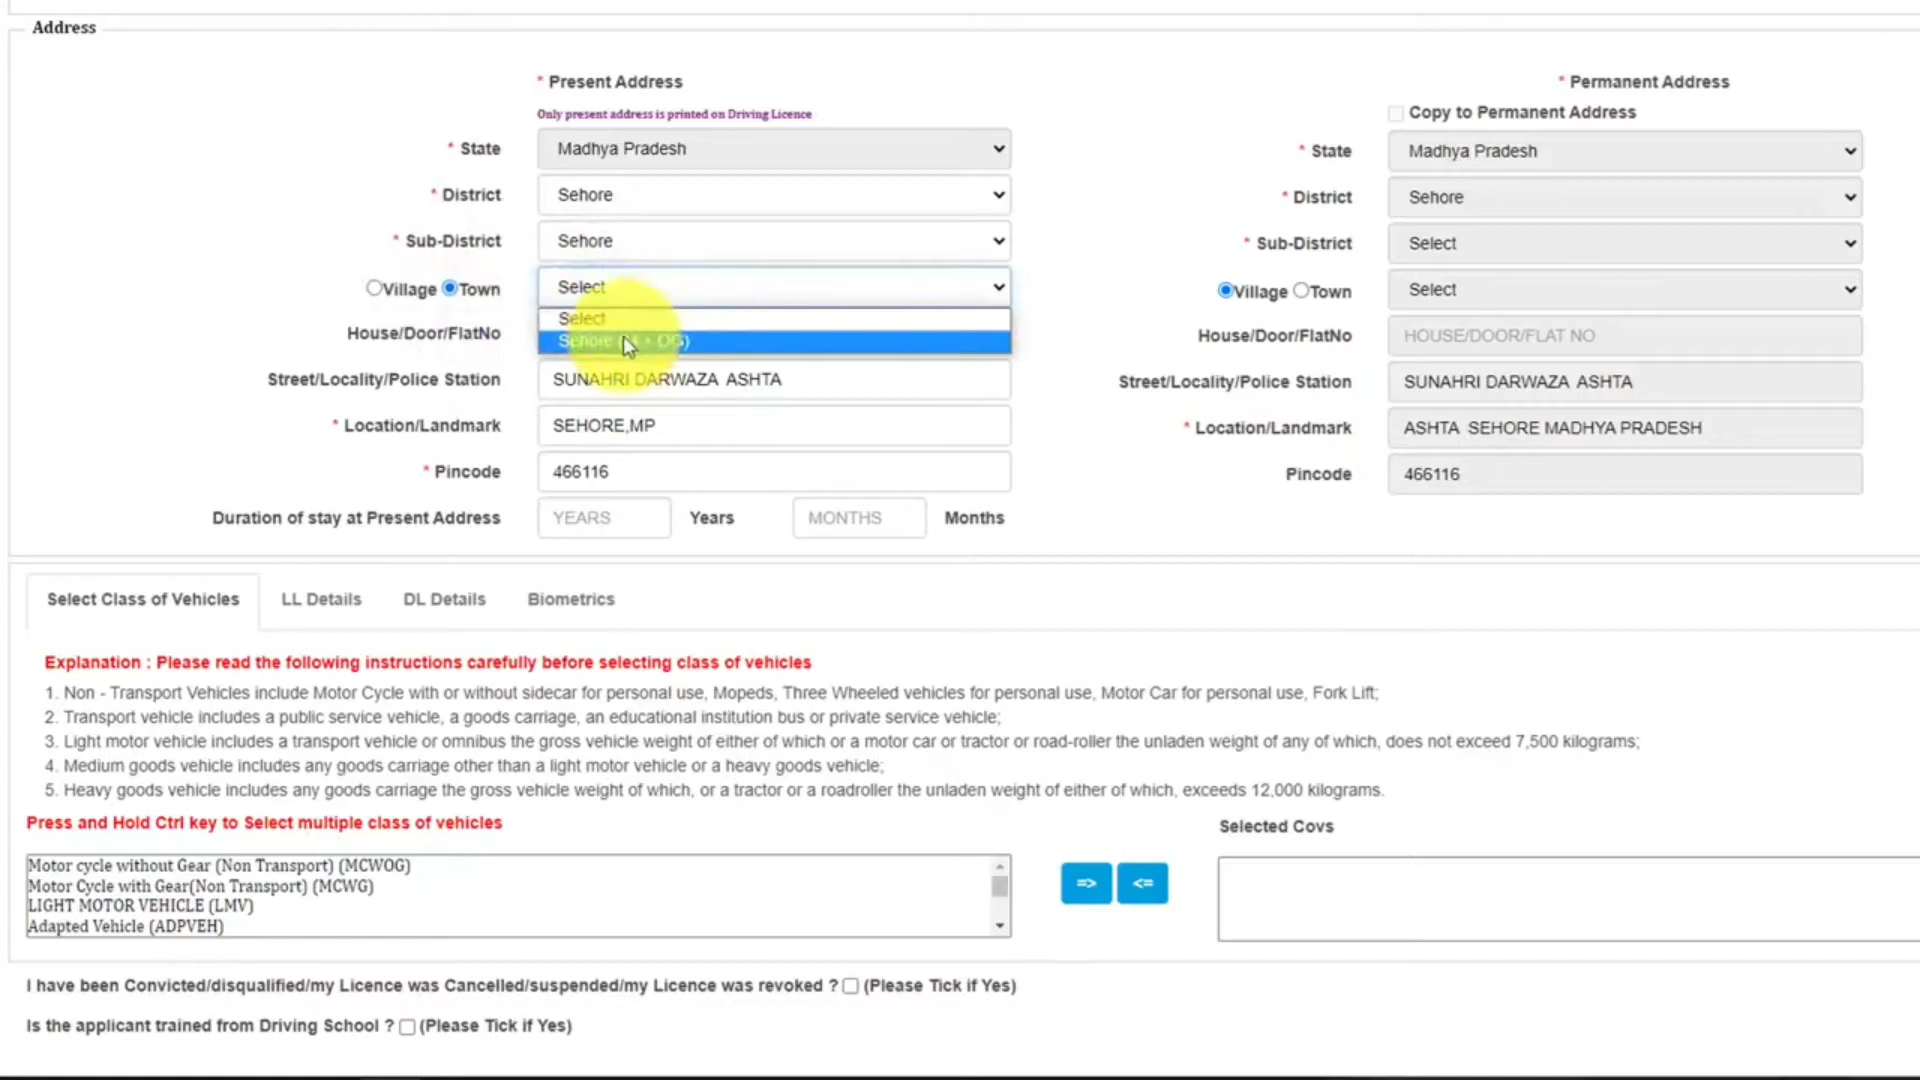 Address
* Present Address
Only present address is printed on Driving Licence
* State Madhya Pradesh
* District Sehore
* Sub-District Sehore
Village Town Select
Select
Sehore + OG)
House/Door/FlatNo
Street/Locality/Police Station SUNAHRI DARWAZA ASHTA
* Location/Landmark SEHORE,MP
* Pincode 466116
Duration of stay at Present Address YEARS Years MONTHS Months
* Permanent Address
Copy to Permanent Address
* State Madhya Pradesh
* District Sehore
* Sub-District Select
Village Town Select
House/Door/FlatNo HOUSE/DOOR/FLAT NO
Street/Locality/Police Station SUNAHRI DARWAZA ASHTA
* Location/Landmark ASHTA SEHORE MADHYA PRADESH
Pincode 466116
Select Class of Vehicles LL Details DL Details Biometrics
Explanation : Please read the following instructions carefully before selecting class of vehicles
1. Non - Transport Vehicles include Motor Cycle with or without sidecar for personal use, Mopeds, Three Wheeled vehicles for personal use, Motor Car for personal use, Fork Lift;
2. Transport vehicle includes a public service vehicle, a goods carriage, an educational institution bus or private service vehicle;
3. Light motor vehicle includes a transport vehicle or omnibus the gross vehicle weight of either of which or a motor car or tractor or road-roller the unladen weight of any of which, does not exceed 7,500 kilograms;
4. Medium goods vehicle includes any goods carriage other than a light motor vehicle or a heavy goods vehicle;
5. Heavy goods vehicle includes any goods carriage the gross vehicle weight of which, or a tractor or a roadroller the unladen weight of either of which, exceeds 12,000 kilograms.
Press and Hold Ctrl key to Select multiple class of vehicles
Selected Covs
Motor cycle without Gear (Non Transport) (MCWOG)
Motor Cycle with Gear(Non Transport) (MCWG)
LIGHT MOTOR VEHICLE (LMV)
Adapted Vehicle (ADPVEH)
=> <=
I have been Convicted/disqualified/my Licence was Cancelled/suspended/my Licence was revoked ? (Please Tick if Yes)
Is the applicant trained from Driving School ? (Please Tick if Yes)